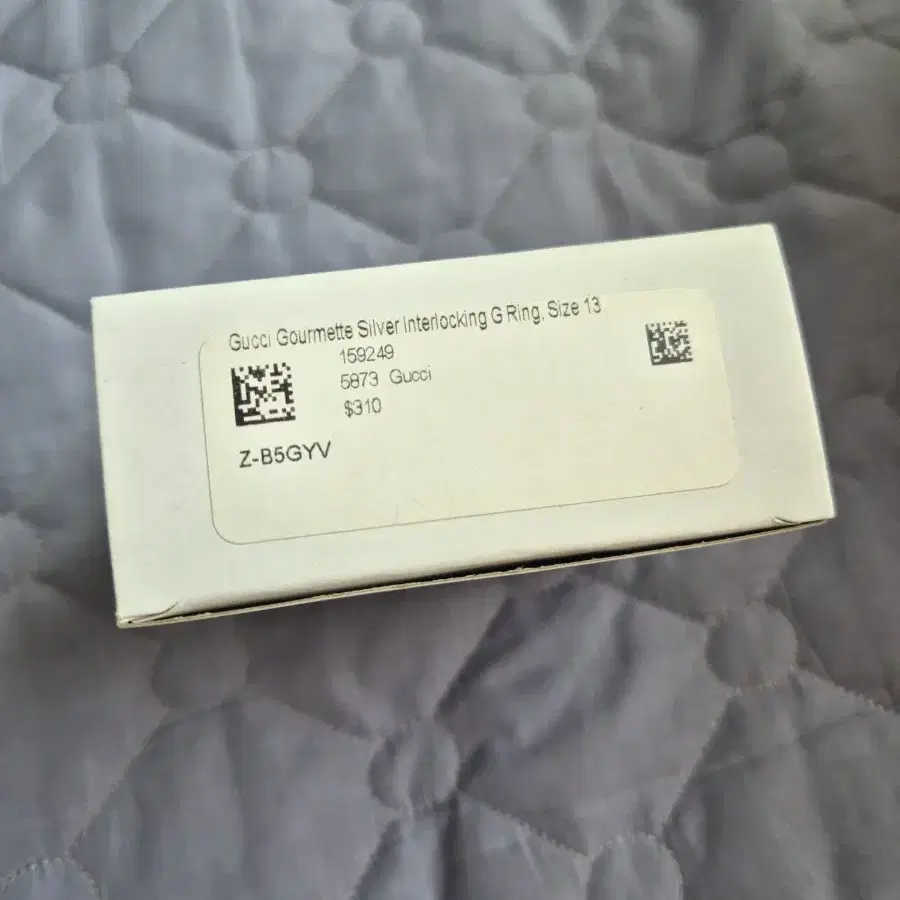 Gucci Gourmette Silver Interlocking G Ring, Size 13
159249
5873 Gucci
$310
Z-B5GYV